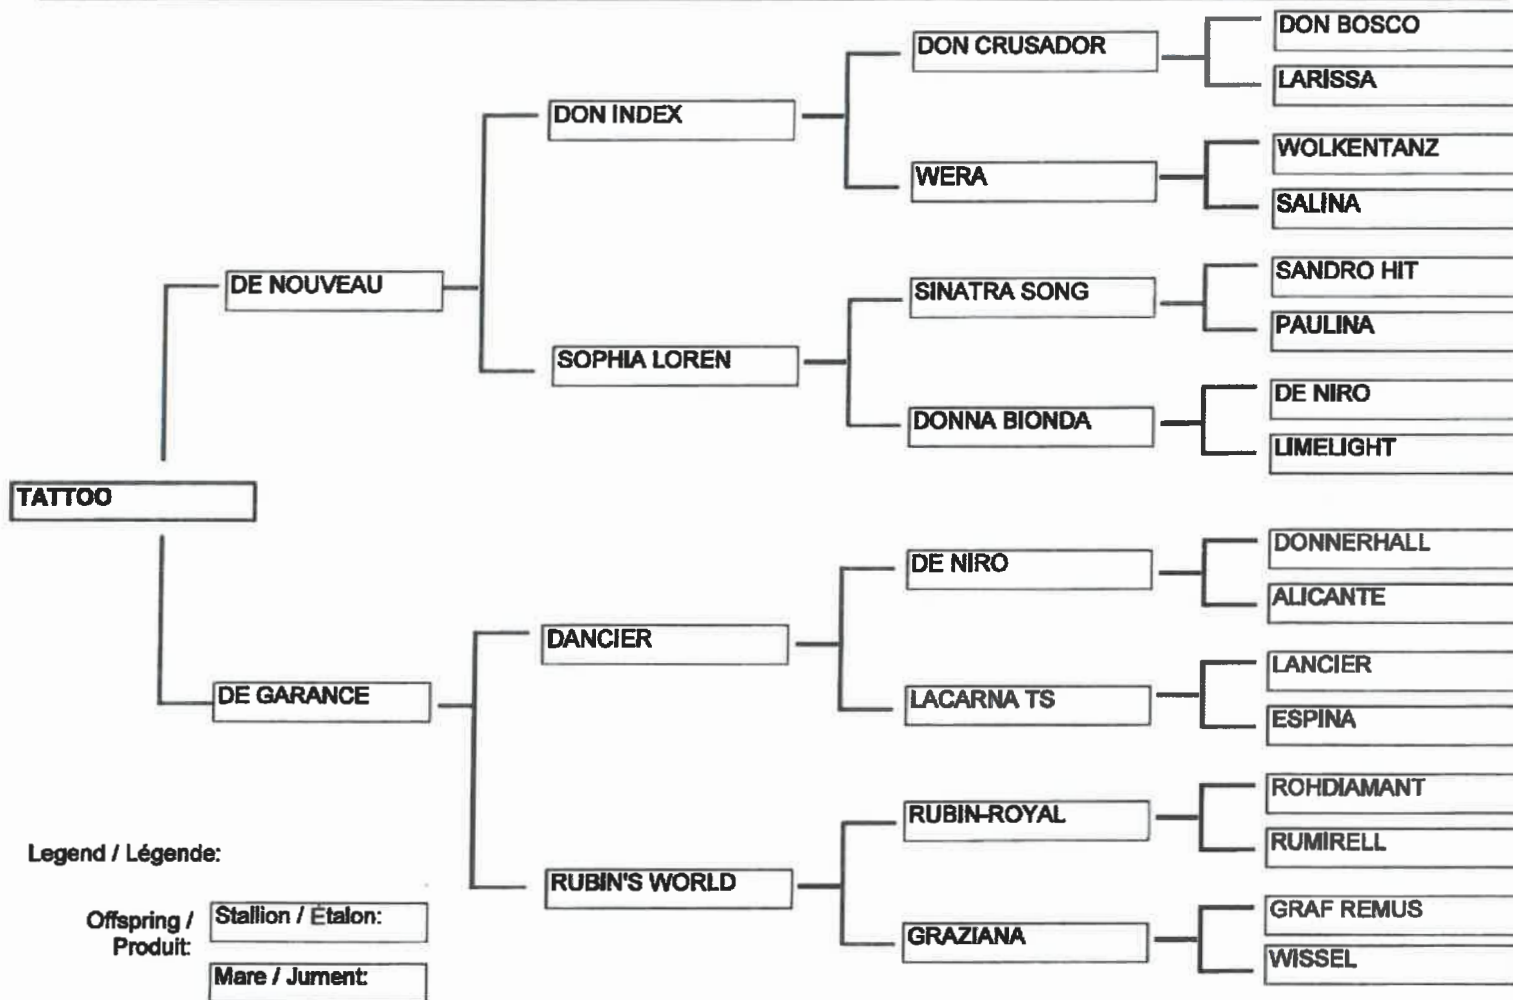 DON BOSCO
DON CRUSADOR
LARISSA
DON INDEX
WOLKENTANZ
WERA
SALINA
DE NOUVEAU
SANDRO HIT
SINATRA SONG
PAULINA
SOPHIA LOREN
DE NIRO
DONNA BIONDA
LIMELIGHT
TATTOO
DONNERHALL
DE NIRO
ALICANTE
DANCIER
LANCIER
LACARNA TS
ESPINA
DE GARANCE
ROHDIAMANT
RUBIN-ROYAL
RUMIRELL
RUBIN'S WORLD
GRAF REMUS
GRAZIANA
WISSEL
Legend / Légende:
Offspring /
Produit:
Stallion / Étalon:
Mare / Jument: